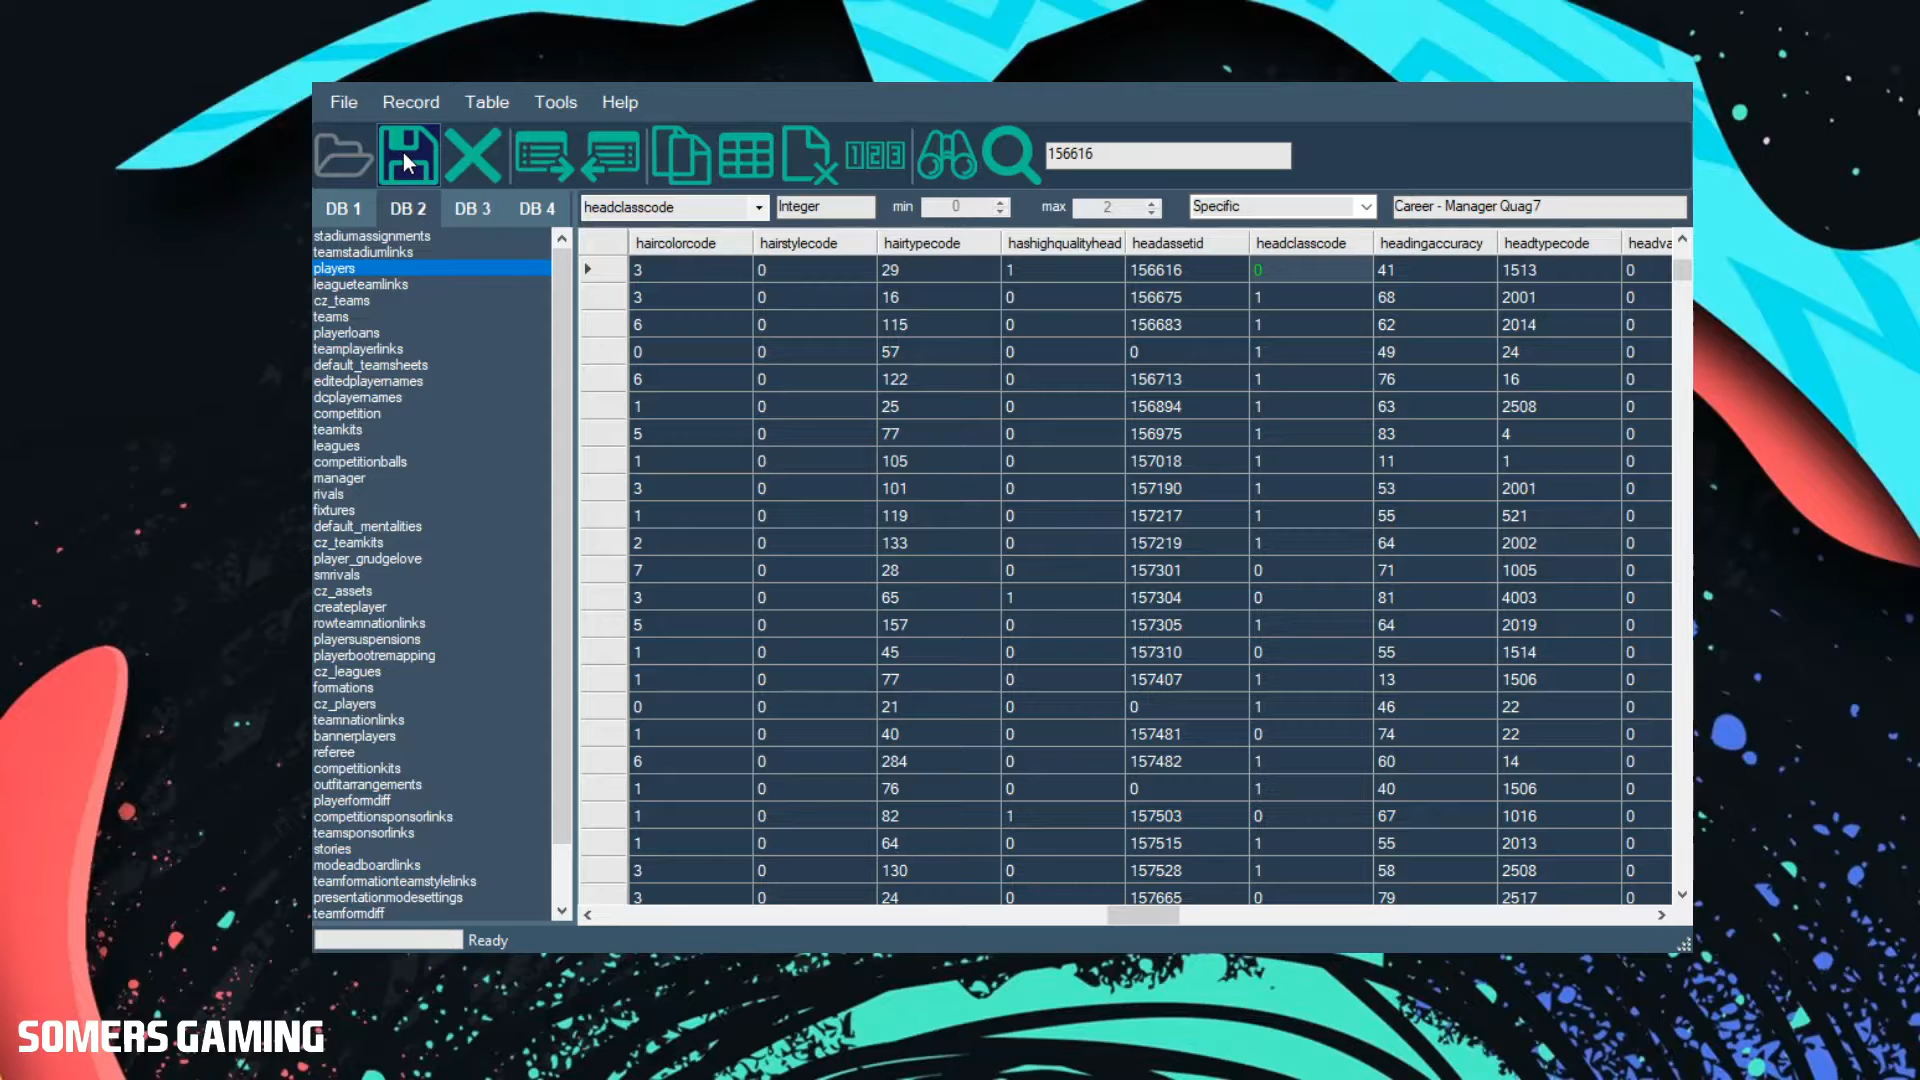 File Record Table Tools Help
123 156616
DB 1 DB 2 DB 3 DB 4 headclasscode Integer min 0 max 2 Specific Career - Manager Quag7
stadiumassignments
teamstadiumlinks
players
leagueteamlinks
cz_teams
teams
playerloans
teamplayerlinks
default_teamsheets
editedplayernames
dcplayernames
competition
teamkits
leagues
competitionballs
manager
rivals
fixtures
default_mentalities
cz_teamkits
player_grudgelove
smrivals
cz_assets
createplayer
rowteamnationlinks
playersuspensions
playerbootremapping
cz_leagues
formations
cz_players
teamnationlinks
bannerplayers
referee
competitionkits
outfitarrangements
playerformdiff
competitionsponsorlinks
teamsponsorlinks
stories
modeadboardlinks
teamformationteamstylelinks
presentationmodesettings
teamformdiff
haircolorcode hairstylecode hairtypecode hashighqualityhead headassetid headclasscode headingaccuracy headtypecode headva
3 0 29 1 156616 0 41 1513 0
3 0 16 0 156675 1 68 2001 0
6 0 115 0 156683 1 62 2014 0
0 0 57 0 0 1 49 24 0
6 0 122 0 156713 1 76 16 0
1 0 25 0 156894 1 63 2508 0
5 0 77 0 156975 1 83 4 0
1 0 105 0 157018 1 11 1 0
3 0 101 0 157190 1 53 2001 0
1 0 119 0 157217 1 55 521 0
2 0 133 0 157219 1 64 2002 0
7 0 28 0 157301 0 71 1005 0
3 0 65 1 157304 0 81 4003 0
5 0 157 0 157305 1 64 2019 0
1 0 45 0 157310 0 55 1514 0
1 0 77 0 157407 1 13 1506 0
0 0 21 0 0 1 46 22 0
1 0 40 0 157481 0 74 22 0
6 0 284 0 157482 1 60 14 0
1 0 76 0 0 1 40 1506 0
1 0 82 1 157503 0 67 1016 0
1 0 64 0 157515 1 55 2013 0
3 0 130 0 157528 1 58 2508 0
3 0 24 0 157665 0 79 2517 0
Ready
SOMERS GAMING